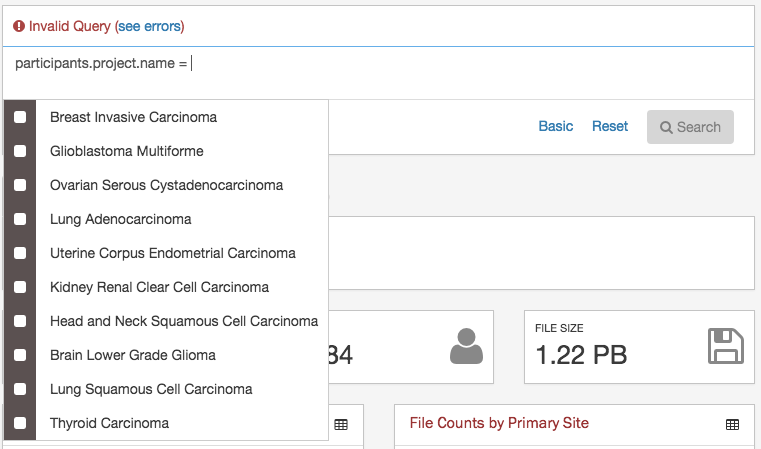 Invalid Query (see errors)
participants.project.name =
Breast Invasive Carcinoma
Glioblastoma Multiforme
Ovarian Serous Cystadenocarcinoma
Lung Adenocarcinoma
Uterine Corpus Endometrial Carcinoma
Kidney Renal Clear Cell Carcinoma
Head and Neck Squamous Cell Carcinoma
Brain Lower Grade Glioma
Lung Squamous Cell Carcinoma
Thyroid Carcinoma
Basic Reset Search
84
FILE SIZE
1.22 PB
File Counts by Primary Site